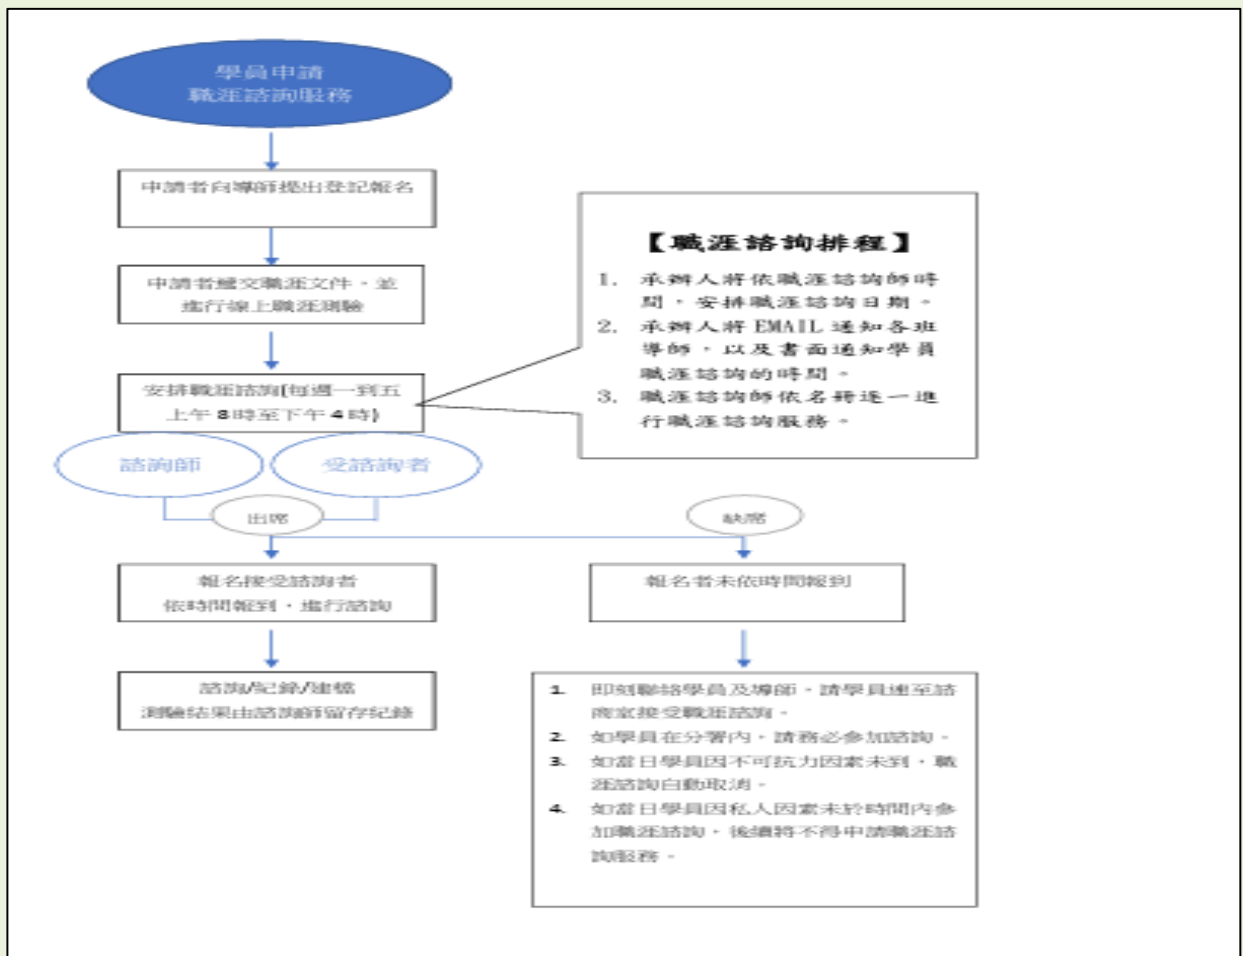 學員申請
職涯諮詢服務
申請者向導師提出登記報名
申請者繳交職涯文件，並
進行線上職涯測驗
安排職涯諮詢(每週一到五
上午 8 時至下午 4 時)
【職涯諮詢排程】
1. 承辦人將依職涯諮詢師時
間，安排職涯諮詢日期。
2. 承辦人將 EMAIL 通知各班
導師，以及書面通知學員
職涯諮詢的時間。
3. 職涯諮詢師依名冊逐一進
行職涯諮詢服務。
諮詢師
受諮詢者
出席
缺席
報名接受諮詢者
依時間報到，進行諮詢
報名者未依時間報到
諮詢/紀錄/建檔
測驗結果由諮詢師留存紀錄
1. 即刻聯絡學員及導師，請學員速至諮
商室接受職涯諮詢。
2. 如學員在分署內，請務必參加諮詢。
3. 如當日學員因不可抗力因素未到，職
涯諮詢自動取消。
4. 如當日學員因私人因素未於時間內參
加職涯諮詢，後續將不得申請職涯諮
詢服務。